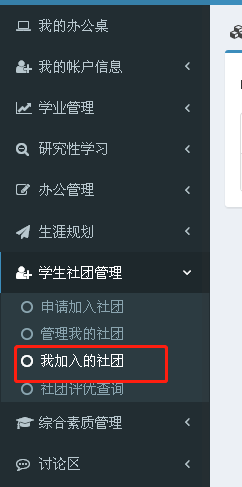 我的办公桌
我的帐户信息
学业管理
研究性学习
办公管理
生涯规划
学生社团管理
申请加入社团
管理我的社团
我加入的社团
社团评优查询
综合素质管理
讨论区